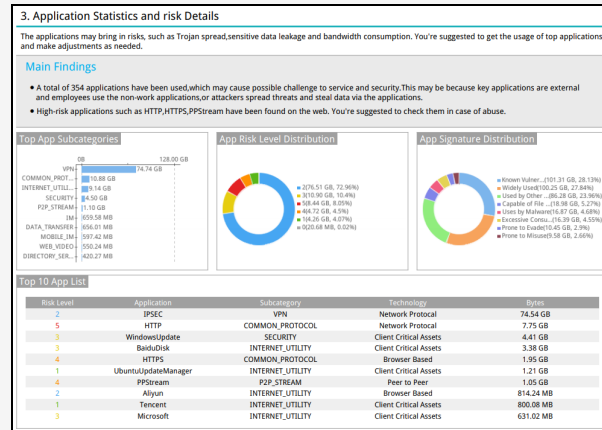 3. Application Statistics and risk Details
The applications may bring in risks, such as Trojan spread,sensitive data leakage and bandwidth consumption. You're suggested to get the usage of top applications
and make adjustments as needed.
Main Findings
• A total of 354 applications have been used,which may cause possible challenge to service and security.This may be because key applications are external
and employees use the non-work applications,or attackers spread threats and steal data via the applications.
• High-risk applications such as HTTP,HTTPS,PPStream have been found on the web. You're suggested to check them in case of abuse.
Top App Subcategories
0B 128.00 GB
VPN 74.74 GB
COMMON_PROT... 10.88 GB
INTERNET_UTILI... 9.14 GB
SECURITY 4.50 GB
P2P_STREAM 1.10 GB
IM 659.58 MB
DATA_TRANSFER 656.01 MB
MOBILE_IM 597.42 MB
WEB_VIDEO 550.24 MB
DIRECTORY_SER... 420.27 MB
App Risk Level Distribution
2(76.51 GB, 72.96%)
3(10.90 GB, 10.4%)
5(8.44 GB, 8.05%)
4(4.72 GB, 4.5%)
1(4.26 GB, 4.07%)
0(20.68 MB, 0.02%)
App Signature Distribution
Known Vulner...(101.31 GB, 28.13%)
Widely Used(100.25 GB, 27.84%)
Used by Other ...(86.28 GB, 23.96%)
Capable of File ...(18.98 GB, 5.27%)
Uses by Malware(16.87 GB, 4.68%)
Excessive Consu...(16.39 GB, 4.55%)
Prone to Evade(10.45 GB, 2.9%)
Prone to Misuse(9.58 GB, 2.66%)
Top 10 App List
Risk Level Application Subcategory Technology Bytes
2 IPSEC VPN Network Protocal 74.54 GB
5 HTTP COMMON_PROTOCOL Network Protocal 7.75 GB
3 WindowsUpdate SECURITY Client Critical Assets 4.41 GB
3 BaiduDisk INTERNET_UTILITY Client Critical Assets 3.38 GB
4 HTTPS COMMON_PROTOCOL Browser Based 1.95 GB
1 UbuntuUpdateManager INTERNET_UTILITY Client Critical Assets 1.21 GB
4 PPStream P2P_STREAM Peer to Peer 1.05 GB
2 Aliyun INTERNET_UTILITY Browser Based 814.24 MB
1 Tencent INTERNET_UTILITY Client Critical Assets 800.08 MB
3 Microsoft INTERNET_UTILITY Client Critical Assets 631.02 MB